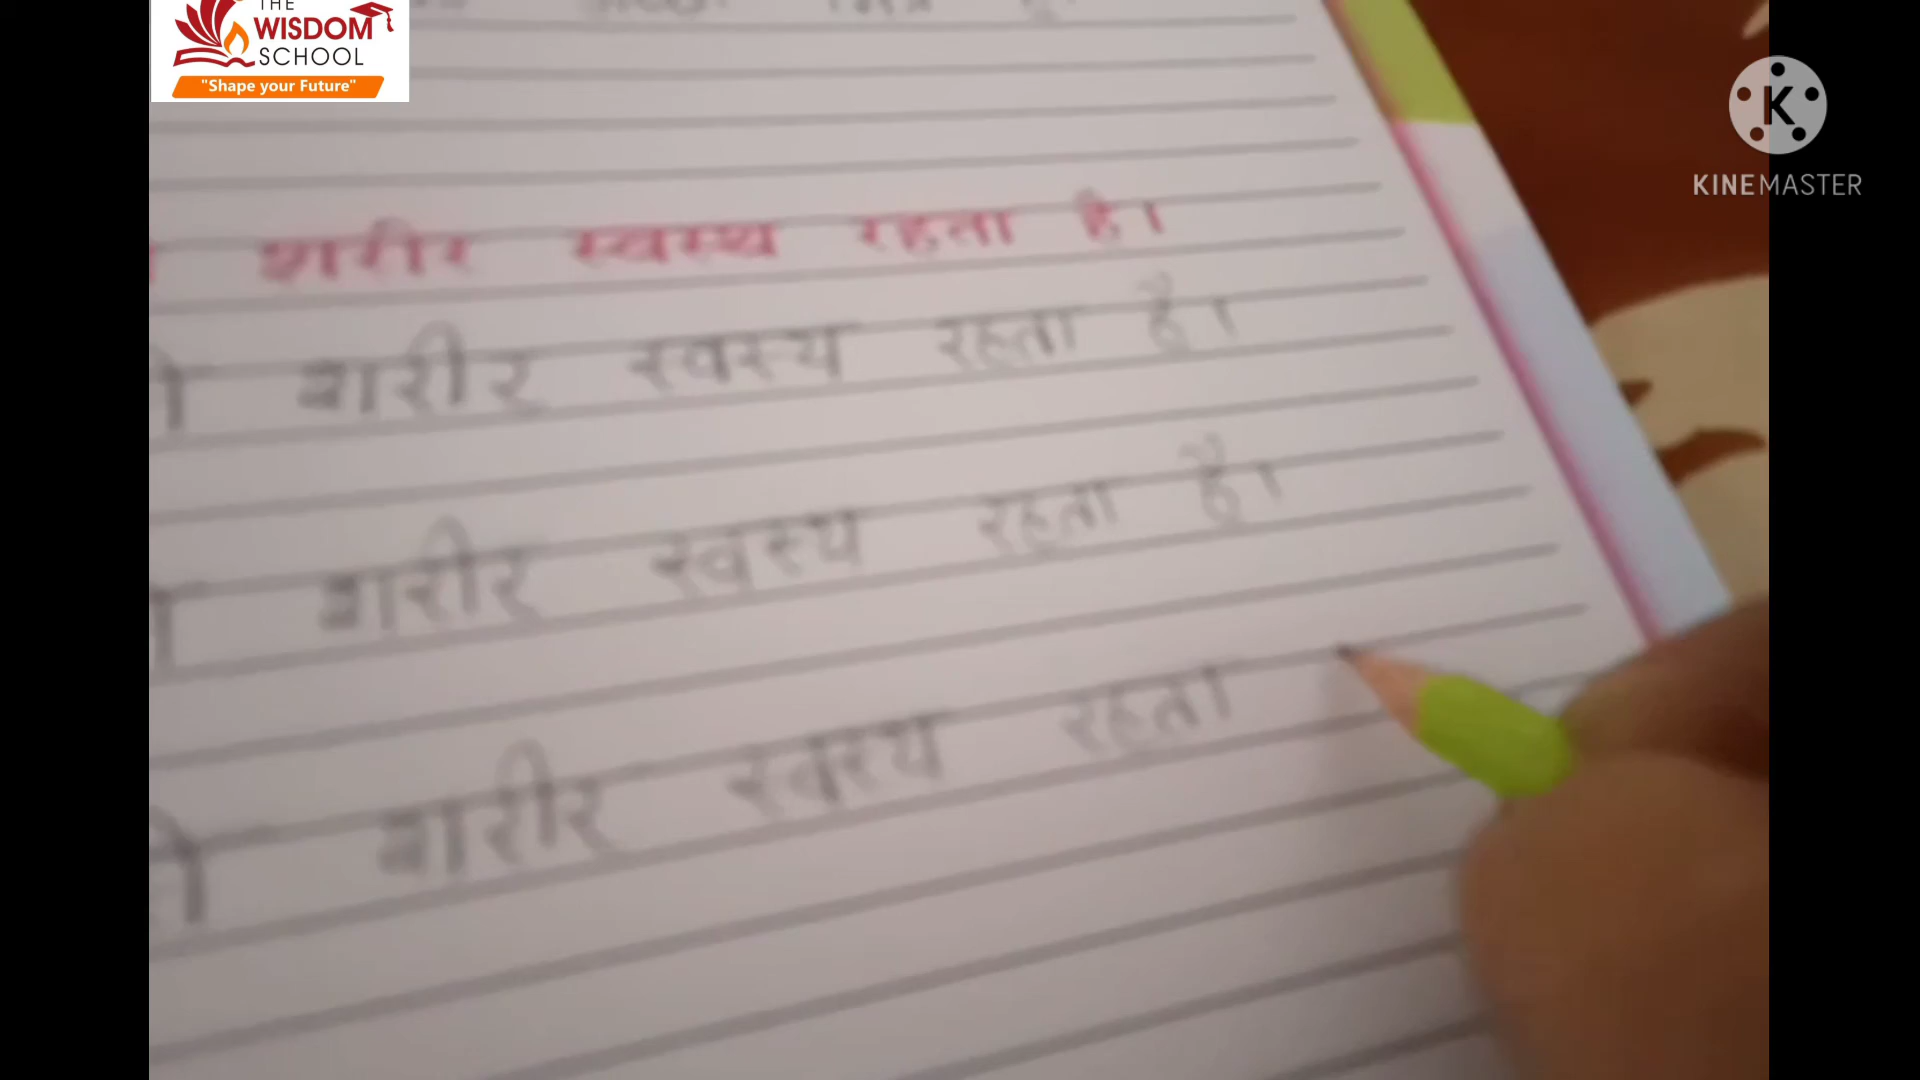 THE
WISDOM
SCHOOL
"Shape your Future"
K
KINEMASTER
शरीर स्वस्थ रहता है।
शरीर स्वस्थ रहता है।
शरीर स्वस्थ रहता है।
शरीर स्वस्थ रहता